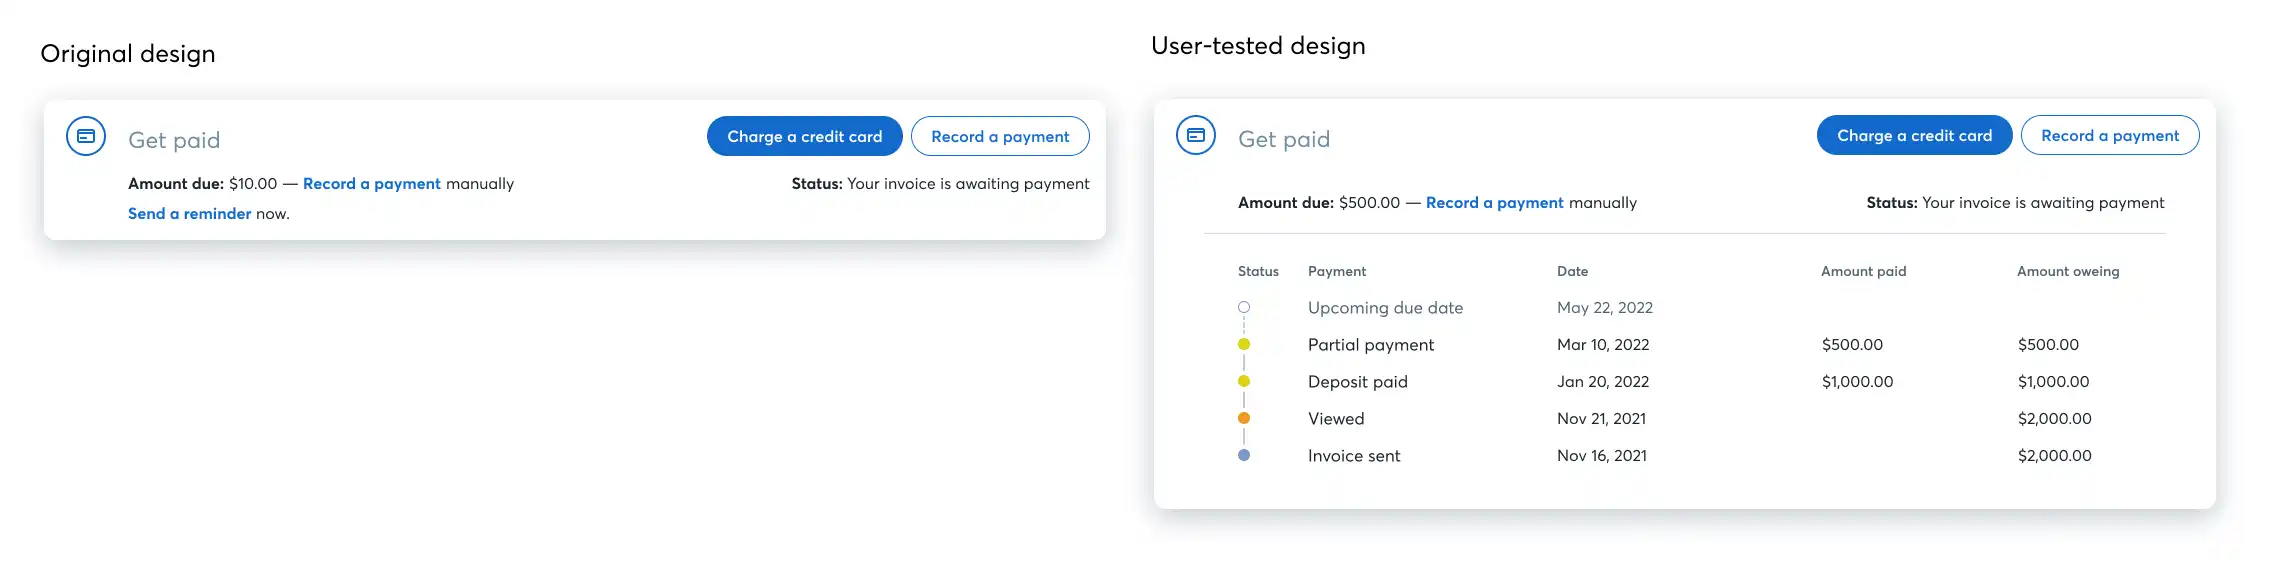 Original design
Get paid
Charge a credit card
Record a payment
Amount due: $10.00 — Record a payment manually
Status: Your invoice is awaiting payment
Send a reminder now.
User-tested design
Get paid
Charge a credit card
Record a payment
Amount due: $500.00 — Record a payment manually
Status: Your invoice is awaiting payment
Status Payment Date Amount paid Amount oweing
Upcoming due date May 22, 2022
Partial payment Mar 10, 2022 $500.00 $500.00
Deposit paid Jan 20, 2022 $1,000.00 $1,000.00
Viewed Nov 21, 2021 $2,000.00
Invoice sent Nov 16, 2021 $2,000.00